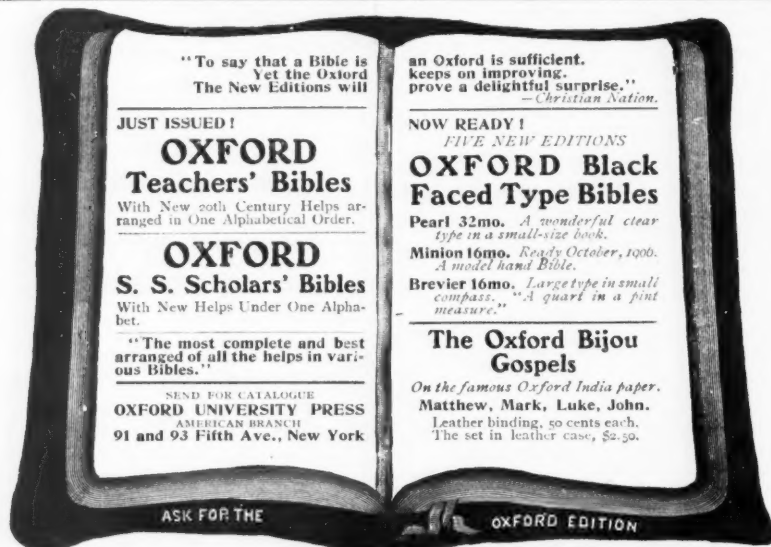 "To say that a Bible is
Yet the Oxford
The New Editions will
JUST ISSUED!
OXFORD
Teachers' Bibles
With New 20th Century Helps ar-
ranged in One Alphabetical Order.
OXFORD
S. S. Scholars' Bibles
With New Helps Under One Alpha-
bet.
"The most complete and best
arranged of all the helps in vari-
ous Bibles."
SEND FOR CATALOGUE
OXFORD UNIVERSITY PRESS
AMERICAN BRANCH
91 and 93 Fifth Ave., New York
an Oxford is sufficient.
keeps on improving.
prove a delightful surprise."
—Christian Nation.
NOW READY!
FIVE NEW EDITIONS
OXFORD Black
Faced Type Bibles
Pearl 32mo. A wonderful clear
type in a small-size book.
Minion 16mo. Ready October, 1906.
A model hand Bible.
Brevier 16mo. Large type in small
compass. "A quart in a pint
measure."
The Oxford Bijou
Gospels
On the famous Oxford India paper.
Matthew, Mark, Luke, John.
Leather binding, 50 cents each.
The set in leather case, $2.50.
ASK FOR THE
OXFORD EDITION